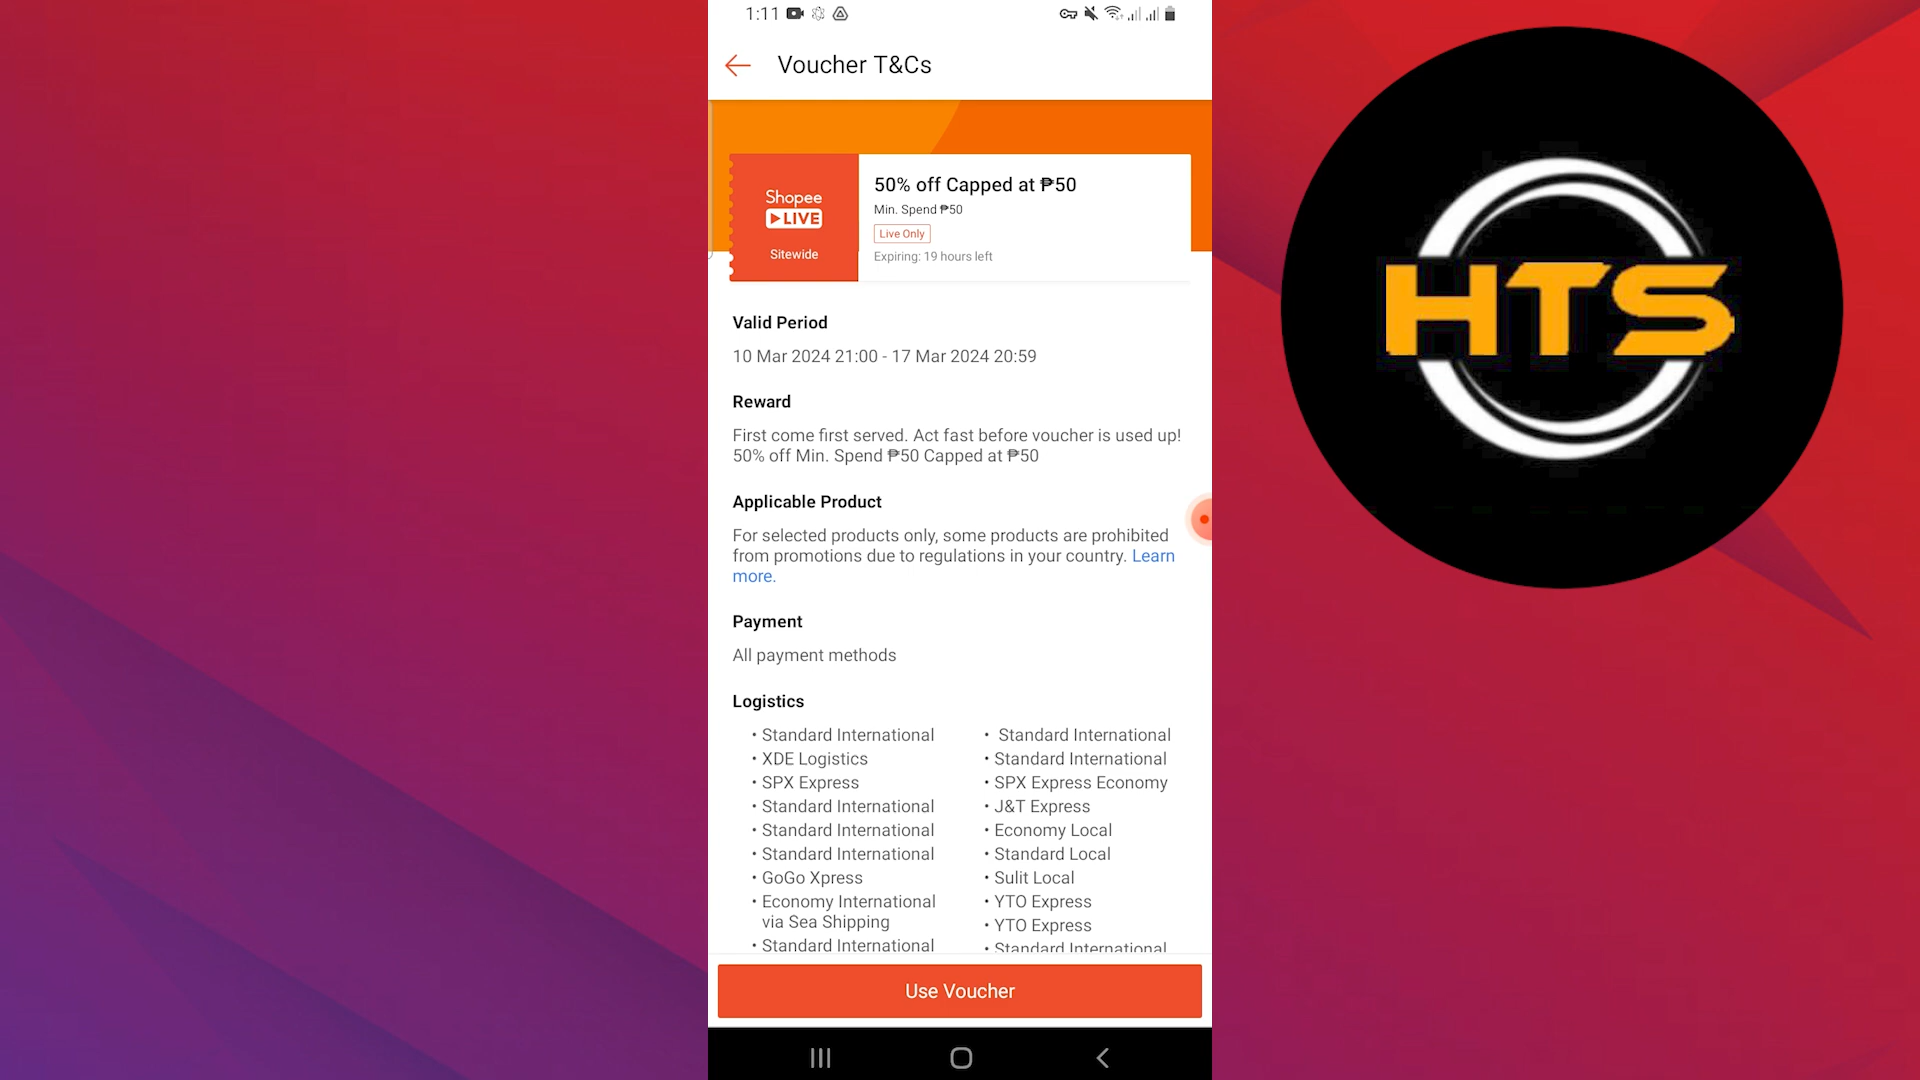 1:11
Voucher T&Cs
Shopee
LIVE
Sitewide
50% off Capped at ₱50
Min. Spend ₱50
Live Only
Expiring: 19 hours left
Valid Period
10 Mar 2024 21:00 - 17 Mar 2024 20:59
Reward
First come first served. Act fast before voucher is used up!
50% off Min. Spend ₱50 Capped at ₱50
Applicable Product
For selected products only, some products are prohibited
from promotions due to regulations in your country. Learn
more.
Payment
All payment methods
Logistics
• Standard International
• XDE Logistics
• SPX Express
• Standard International
• Standard International
• Standard International
• GoGo Xpress
• Economy International
via Sea Shipping
• Standard International
• Standard International
• Standard International
• SPX Express Economy
• J&T Express
• Economy Local
• Standard Local
• Sulit Local
• YTO Express
• YTO Express
• Standard International
Use Voucher
HTS